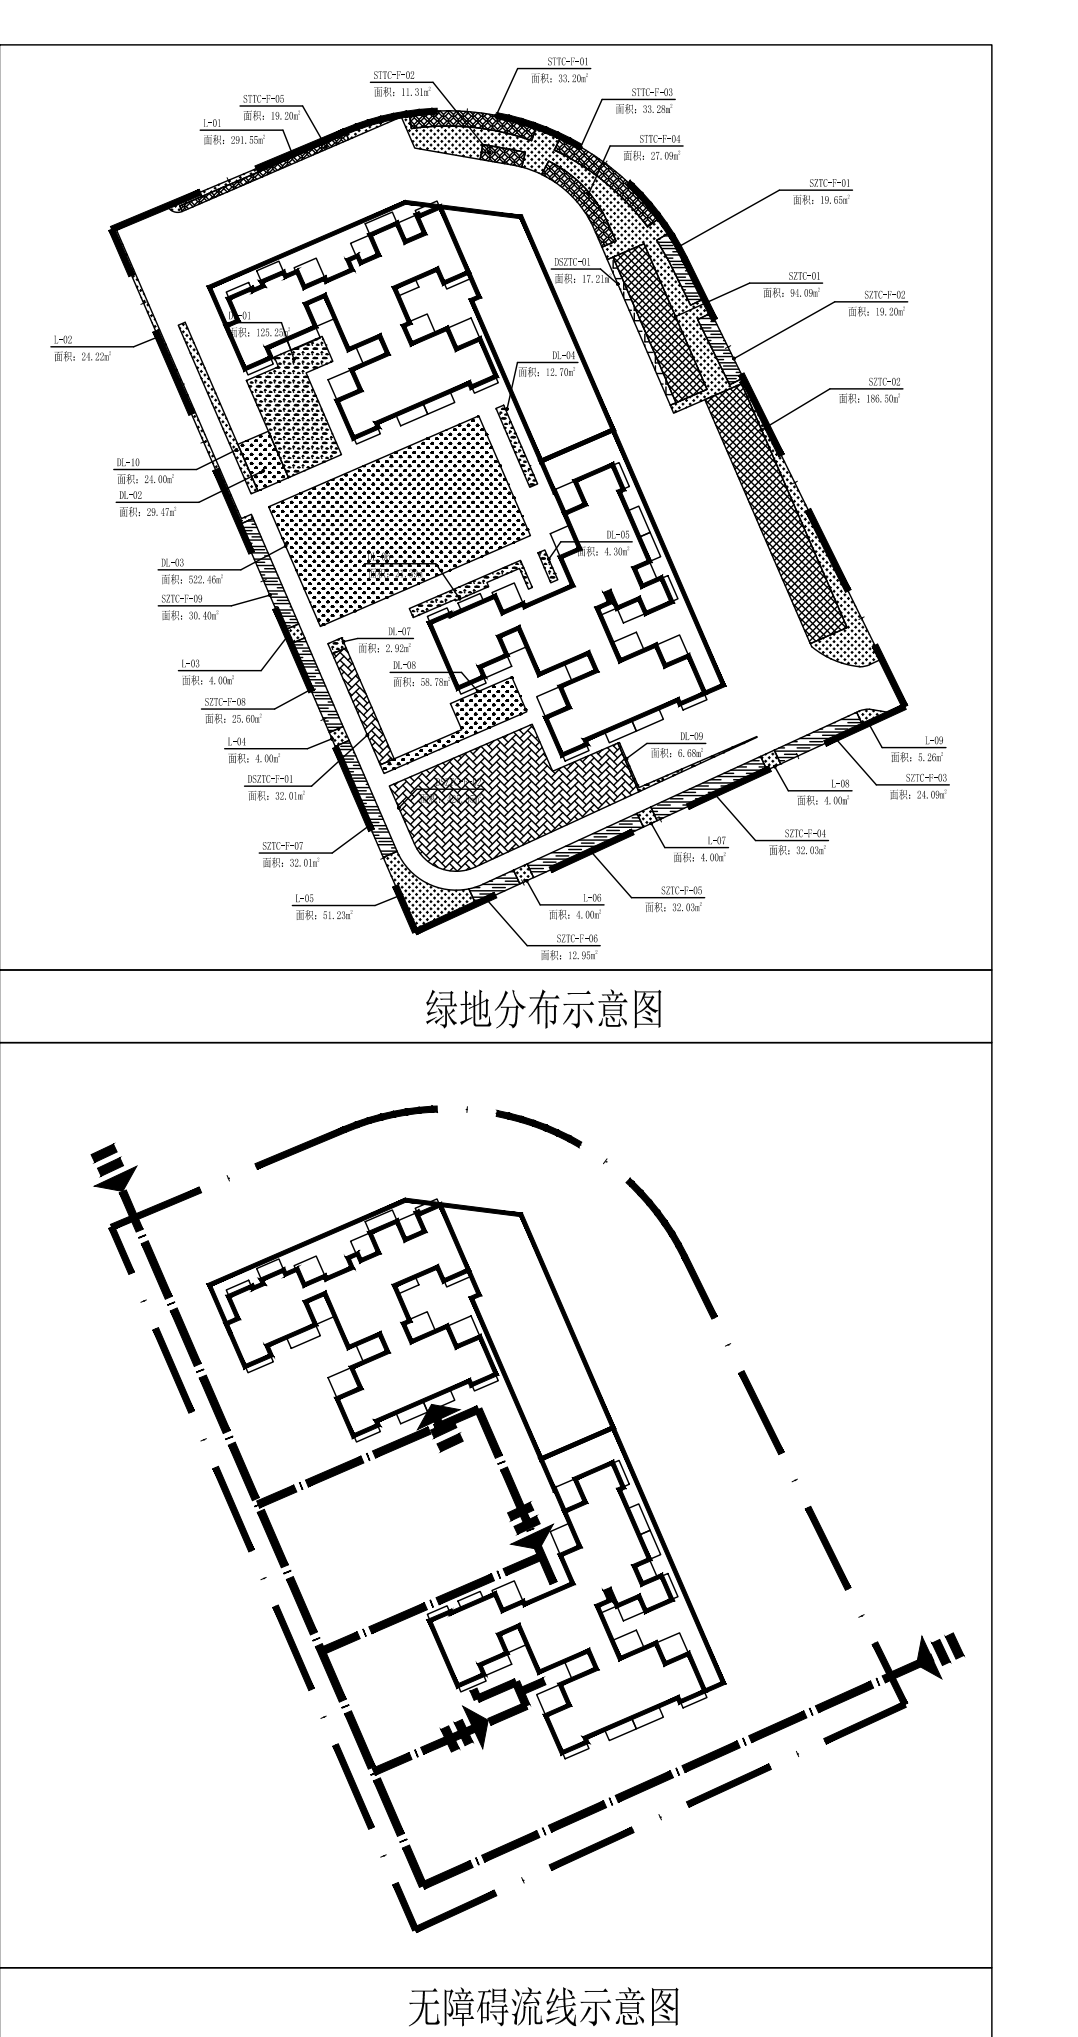 STTC-F-01
面积: 33.20㎡
STTC-F-02
面积: 11.31㎡
STTC-F-03
面积: 33.28㎡
STTC-F-05
面积: 19.20㎡
L-01
面积: 291.55㎡
STTC-F-04
面积: 27.09㎡
SZTC-F-01
面积: 19.65㎡
DSZTC-01
面积: 17.21㎡
SZTC-01
面积: 94.09㎡
SZTC-F-02
面积: 19.20㎡
DL-01
面积: 125.25㎡
L-02
面积: 24.22㎡
DL-04
面积: 12.70㎡
SZTC-02
面积: 186.50㎡
DL-10
面积: 24.00㎡
DL-02
面积: 29.47㎡
DL-05
面积: 4.30㎡
DL-03
面积: 522.46㎡
SZTC-F-09
面积: 30.40㎡
DL-07
面积: 2.92㎡
L-03
面积: 4.00㎡
DL-08
面积: 58.78㎡
SZTC-F-08
面积: 25.60㎡
L-04
面积: 4.00㎡
DL-09
面积: 6.68㎡
L-09
面积: 5.26㎡
DSZTC-F-01
面积: 32.01㎡
SZTC-F-03
面积: 24.09㎡
L-08
面积: 4.00㎡
SZTC-F-07
面积: 32.01㎡
SZTC-F-04
面积: 32.03㎡
L-07
面积: 4.00㎡
L-05
面积: 51.23㎡
SZTC-F-05
面积: 32.03㎡
L-06
面积: 4.00㎡
SZTC-F-06
面积: 12.95㎡
绿地分布示意图
无障碍流线示意图